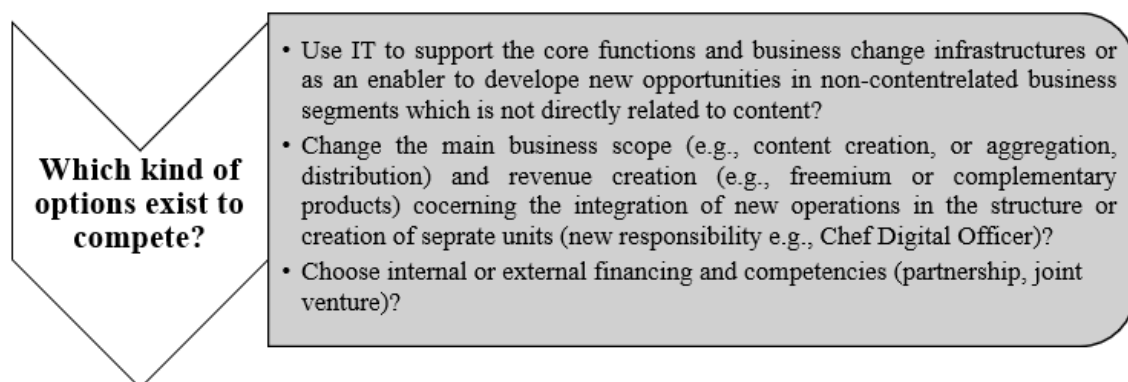 Which kind of
options exist to
compete?
• Use IT to support the core functions and business change infrastructures or
as an enabler to develope new opportunities in non-contentrelated business
segments which is not directly related to content?
• Change the main business scope (e.g., content creation, or aggregation,
distribution) and revenue creation (e.g., freemium or complementary
products) cocerning the integration of new operations in the structure or
creation of seprate units (new responsibility e.g., Chef Digital Officer)?
• Choose internal or external financing and competencies (partnership, joint
venture)?